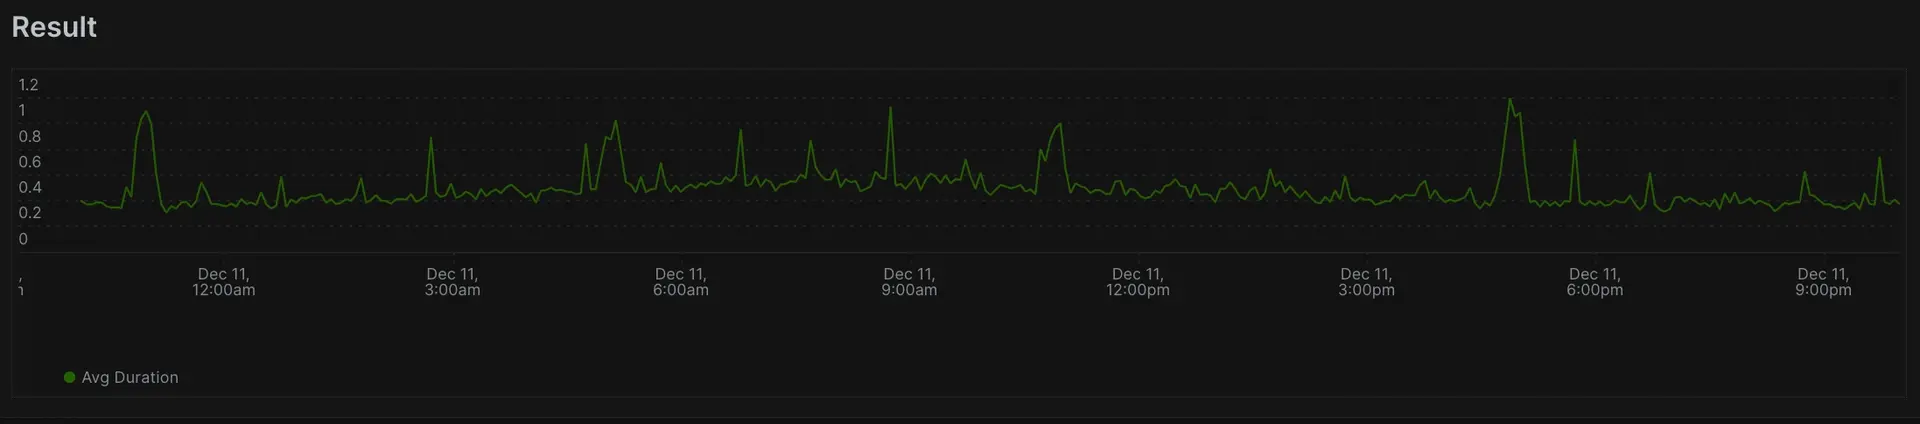 Result
1.2
1
0.8
0.6
0.4
0.2
0
Dec 11,
12:00am
Dec 11,
3:00am
Dec 11,
6:00am
Dec 11,
9:00am
Dec 11,
12:00pm
Dec 11,
3:00pm
Dec 11,
6:00pm
Dec 11,
9:00pm
Avg Duration